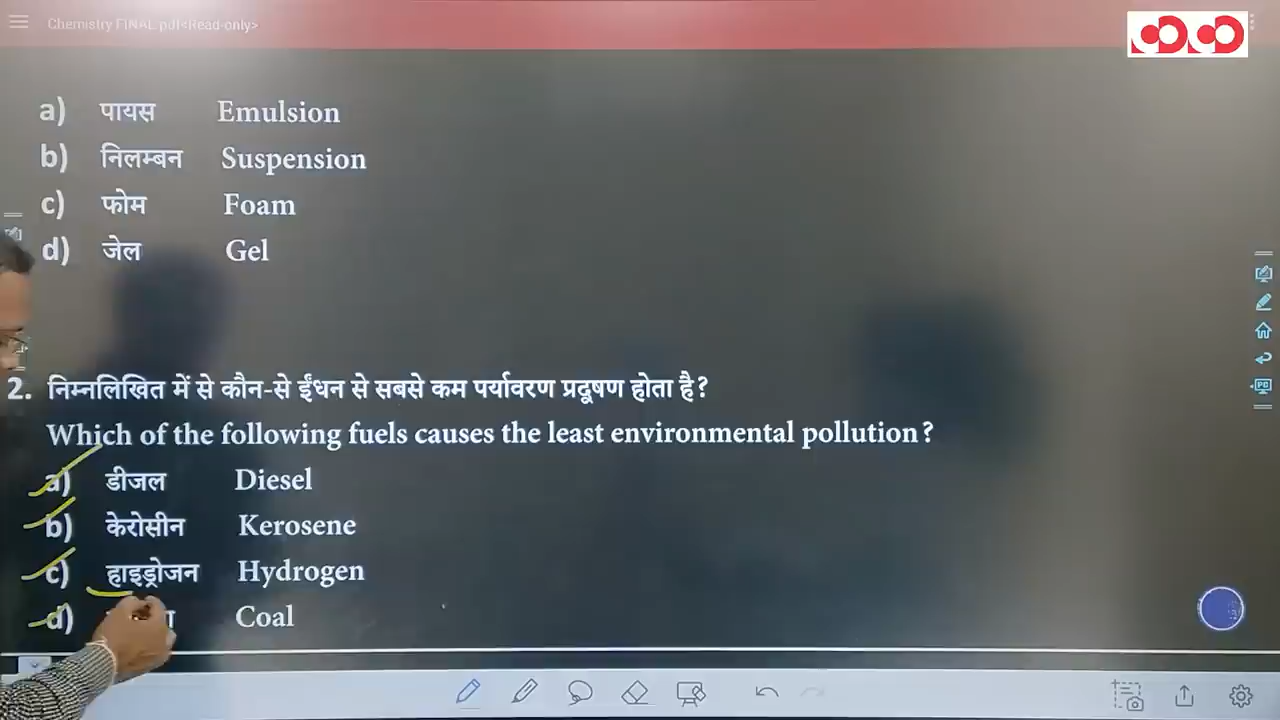 Chemistry FINAL.pdf<Read-only>
a) पायस Emulsion
b) निलम्बन Suspension
c) फोम Foam
d) जेल Gel
2. निम्नलिखित में से कौन-से ईंधन से सबसे कम पर्यावरण प्रदूषण होता है?
Which of the following fuels causes the least environmental pollution?
a) डीजल Diesel
b) केरोसीन Kerosene
c) हाइड्रोजन Hydrogen
d) Coal